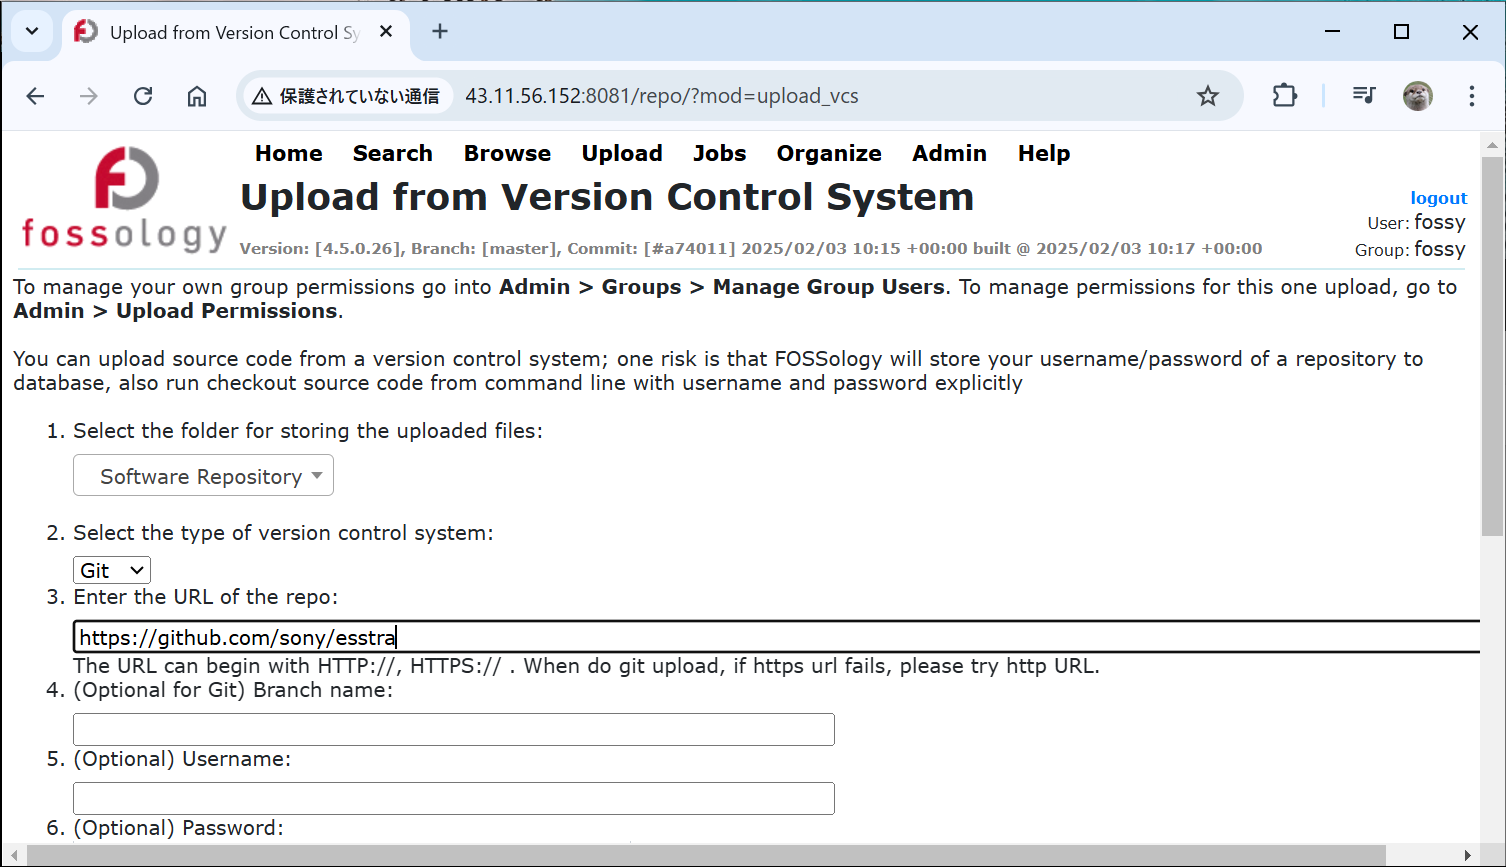 Upload from Version Control Sy
保護されていない通信 43.11.56.152:8081/repo/?mod=upload_vcs
fossology
Home Search Browse Upload Jobs Organize Admin Help
Upload from Version Control System
Version: [4.5.0.26], Branch: [master], Commit: [#a74011] 2025/02/03 10:15 +00:00 built @ 2025/02/03 10:17 +00:00
logout
User: fossy
Group: fossy
To manage your own group permissions go into Admin > Groups > Manage Group Users. To manage permissions for this one upload, go to
Admin > Upload Permissions.
You can upload source code from a version control system; one risk is that FOSSology will store your username/password of a repository to
database, also run checkout source code from command line with username and password explicitly
1. Select the folder for storing the uploaded files:
Software Repository
2. Select the type of version control system:
Git
3. Enter the URL of the repo:
https://github.com/sony/esstra
The URL can begin with HTTP://, HTTPS:// . When do git upload, if https url fails, please try http URL.
4. (Optional for Git) Branch name:
5. (Optional) Username:
6. (Optional) Password: